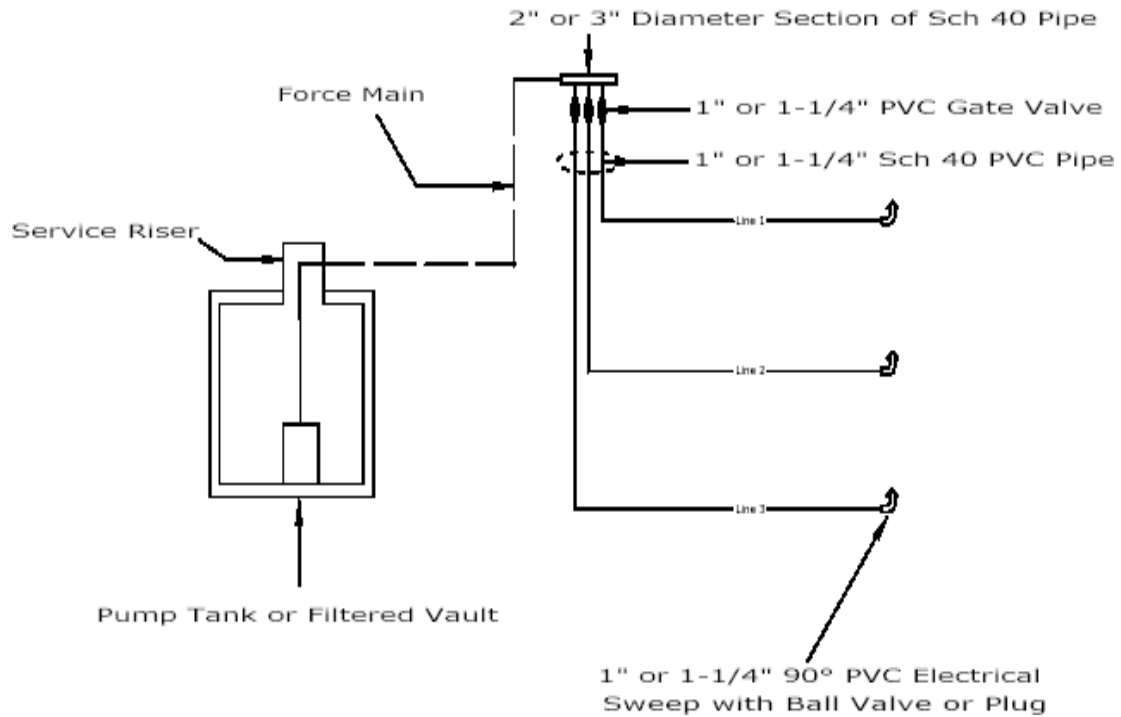 2" or 3" Diameter Section of Sch 40 Pipe
Force Main
1" or 1-1/4" PVC Gate Valve
1" or 1-1/4" Sch 40 PVC Pipe
Service Riser
Line 1
Line 2
Line 3
Pump Tank or Filtered Vault
1" or 1-1/4" 90° PVC Electrical
Sweep with Ball Valve or Plug